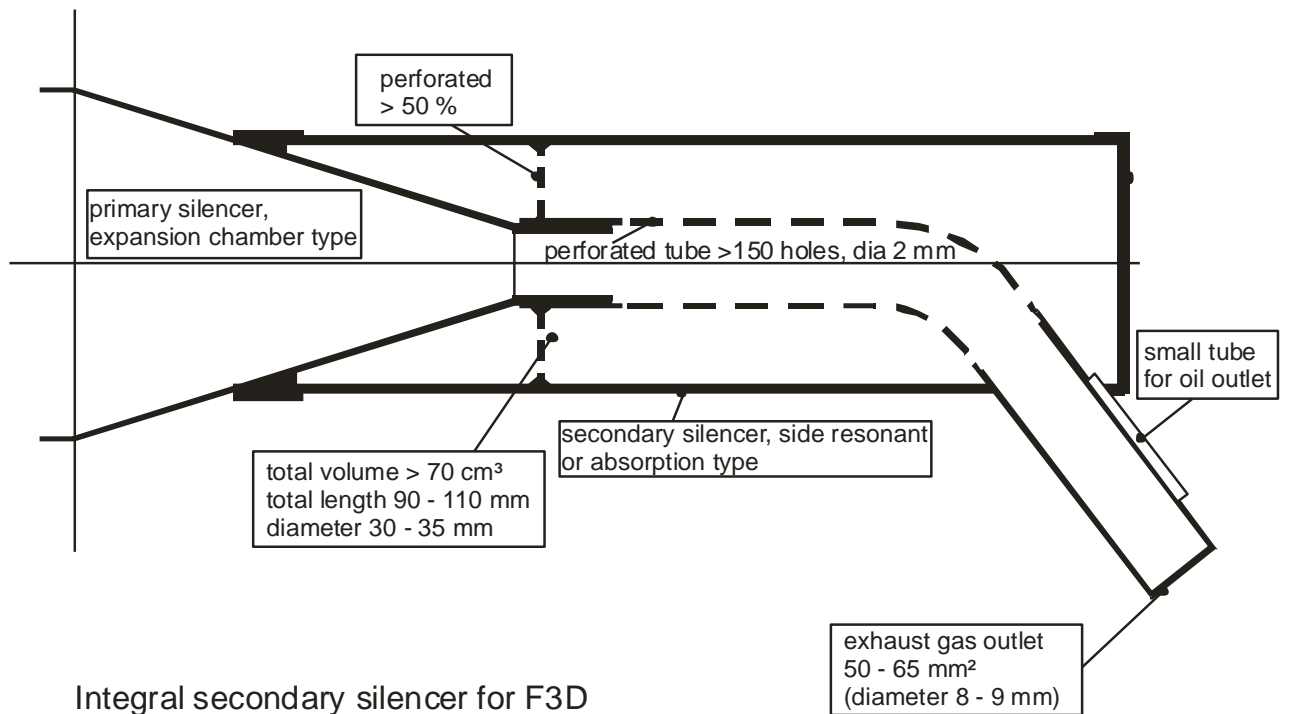 perforated
> 50 %
primary silencer,
expansion chamber type
perforated tube >150 holes, dia 2 mm
small tube
for oil outlet
secondary silencer, side resonant
or absorption type
total volume > 70 cm³
total length 90 - 110 mm
diameter 30 - 35 mm
exhaust gas outlet
50 - 65 mm²
(diameter 8 - 9 mm)
Integral secondary silencer for F3D